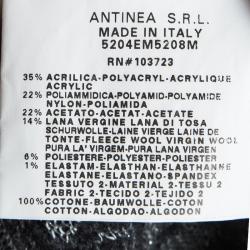 ANTINEA S.R.L.
MADE IN ITALY
5204EM5208M
RN#103723
35% ACRILICA-POLYACRYL-ACRYLIQUE
ACRYLIC
22% POLIAMMIDICA-POLYAMID-POLYAMIDE
NYLON-POLIAMIDA
22% ACETATO-ACETAT-ACETATE
14% LANA VERGINE LANA DI TOSA
SCHURWOLLE-LAINE VIERGE LAINE DE
TONTE-FLEECE WOOL VIRGIN WOOL
PURA LA' VIRGEM-PURA LANA VIRGEN
6% POLIESTERE-POLYESTER-POLIESTER
1% ELASTAN-ELASTHAN-ELASTHANNE
ELASTANE-ELASTANO-SPANDEX
TESSUTO 2-MATERIAL 2-TESSU 2
FABRIC 2-TECIDO 2-TEJIDO 2
100% COTONE-BAUMWOLLE-COTON
COTTON-ALGODAO-ALGODON